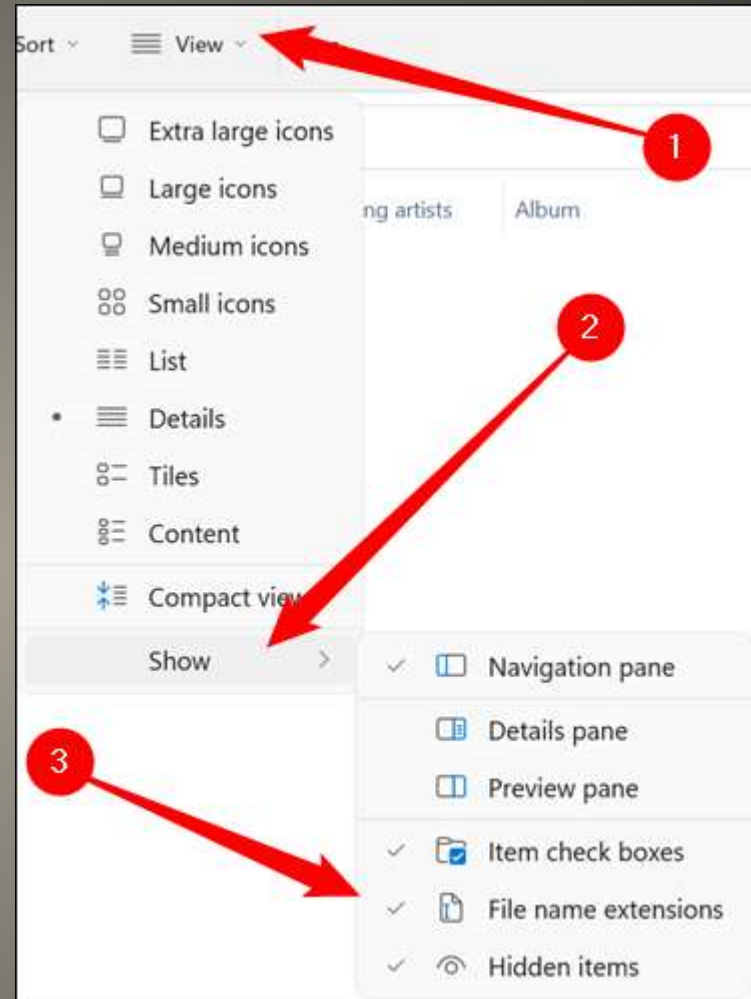 Sort View
1
Extra large icons
Large icons
ng artists Album
Medium icons
Small icons
2
List
Details
Tiles
Content
Compact view
Show
Navigation pane
3
Details pane
Preview pane
Item check boxes
File name extensions
Hidden items